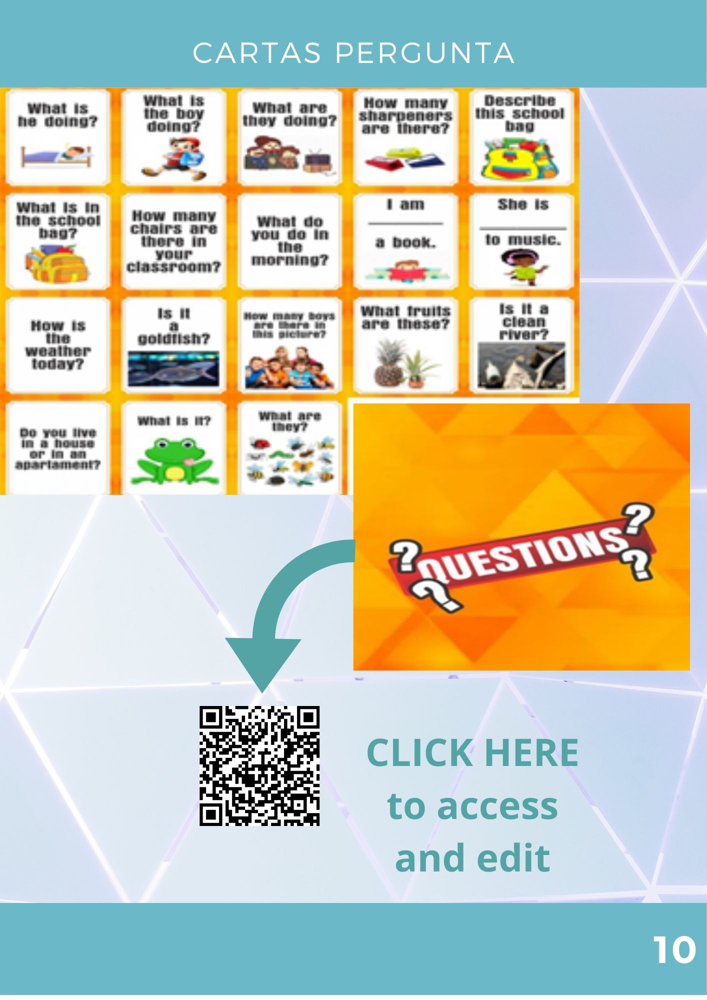 CARTAS PERGUNTA
What is
he doing?
What is
the boy
doing?
What are
they doing?
How many
sharpeners
are there?
Describe
this school
bag
What is in
the school
bag?
How many
chairs are
there in
your
classroom?
What do
you do in
the
morning?
I am
____________
a book.
She is
______________
to music.
How is
the
weather
today?
Is it
a
goldfish?
How many boys
are there in
this picture?
What fruits
are these?
Is it a
clean
river?
Do you live
in a house
or in an
apartament?
What is it?
What are
they?
? QUESTIONS ?
? ?
CLICK HERE
to access
and edit
10